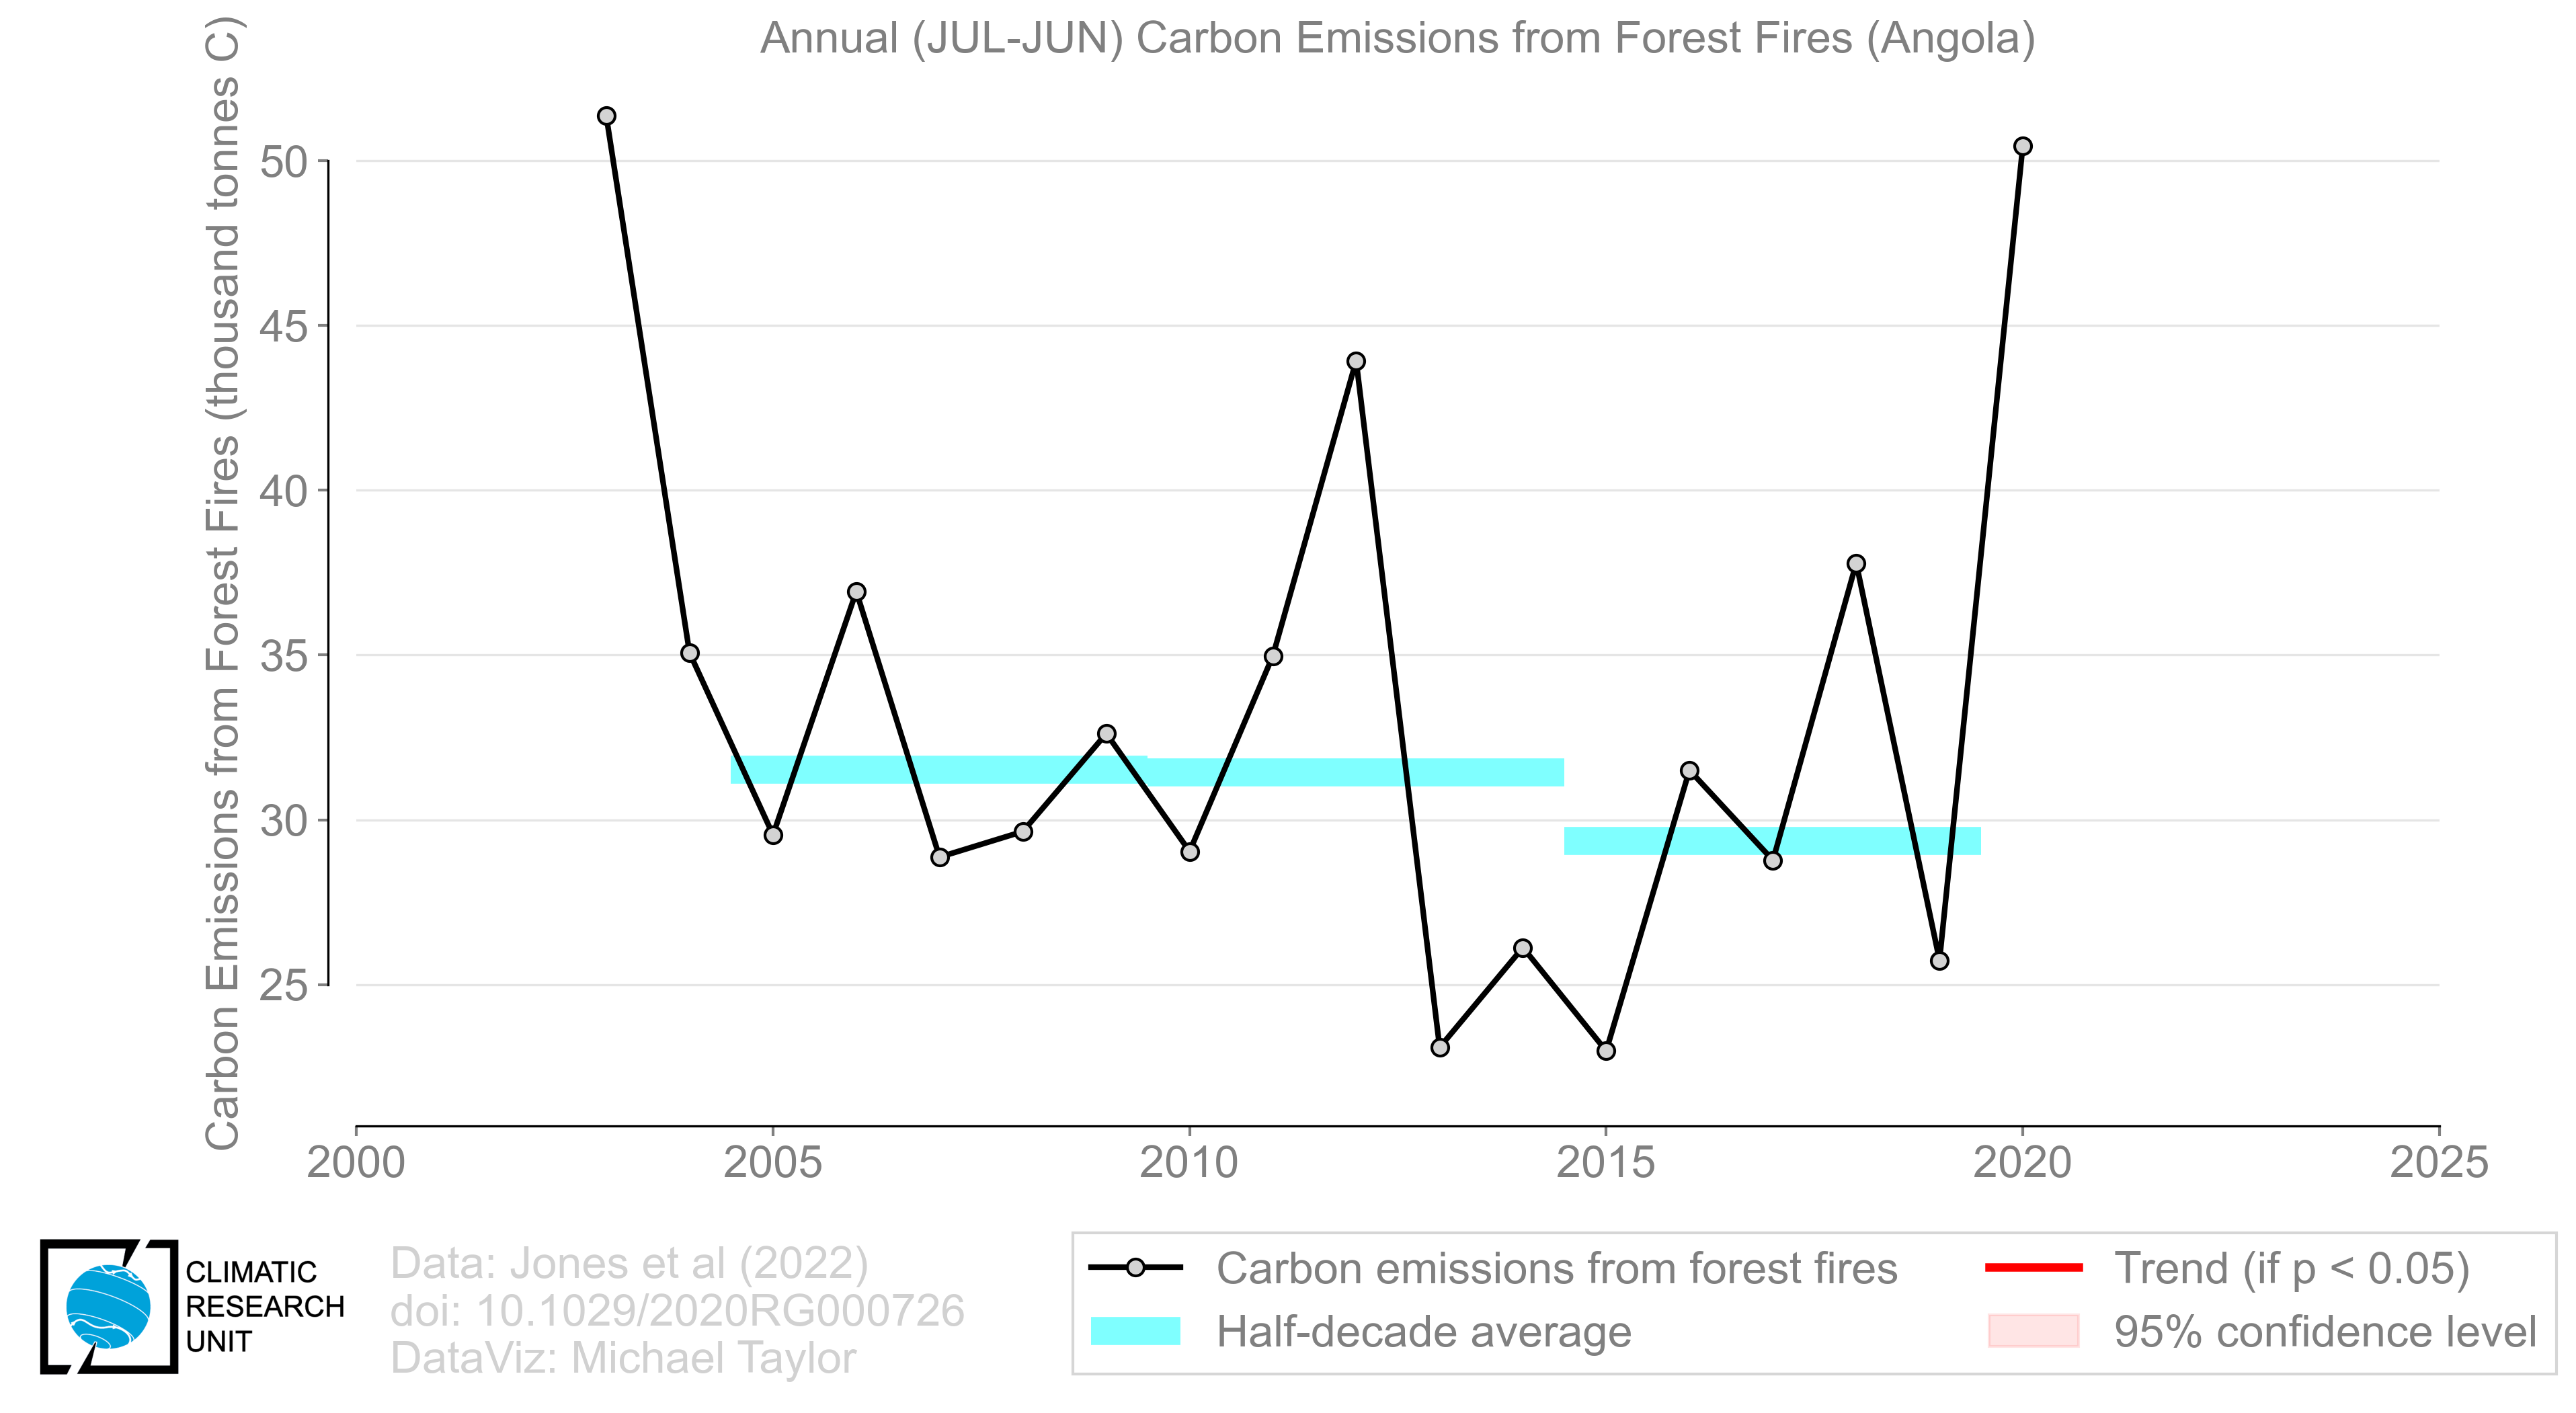 Annual (JUL-JUN) Carbon Emissions from Forest Fires (Angola)
Carbon Emissions from Forest Fires (thousand tonnes C)
50
45
40
35
30
25
2000 2005 2010 2015 2020 2025
CLIMATIC
RESEARCH
UNIT
Data: Jones et al (2022)
doi: 10.1029/2020RG000726
DataViz: Michael Taylor
Carbon emissions from forest fires
Half-decade average
Trend (if p < 0.05)
95% confidence level